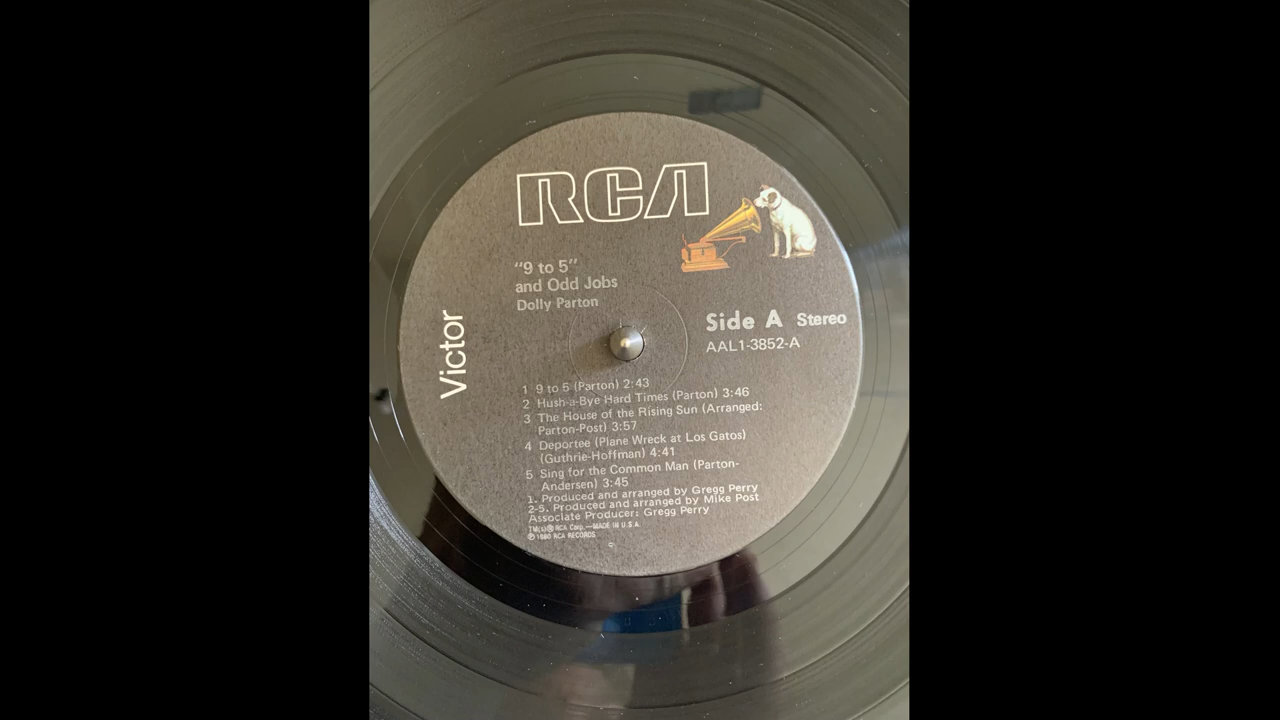 RCA
"9 to 5"
and Odd Jobs
Dolly Parton
Victor
Side A Stereo
AAL1-3852-A
1 9 to 5 (Parton) 2:43
2 Hush-a-Bye Hard Times (Parton) 3:46
3 The House of the Rising Sun (Arranged:
Parton-Post) 3:57
4 Deportee (Plane Wreck at Los Gatos)
(Guthrie-Hoffman) 4:41
5 Sing for the Common Man (Parton-
Andersen) 3:45
1. Produced and arranged by Gregg Perry
2-5. Produced and arranged by Mike Post
Associate Producer: Gregg Perry
TM(s)® RCA Corp.—MADE IN U.S.A.
℗ 1980 RCA RECORDS